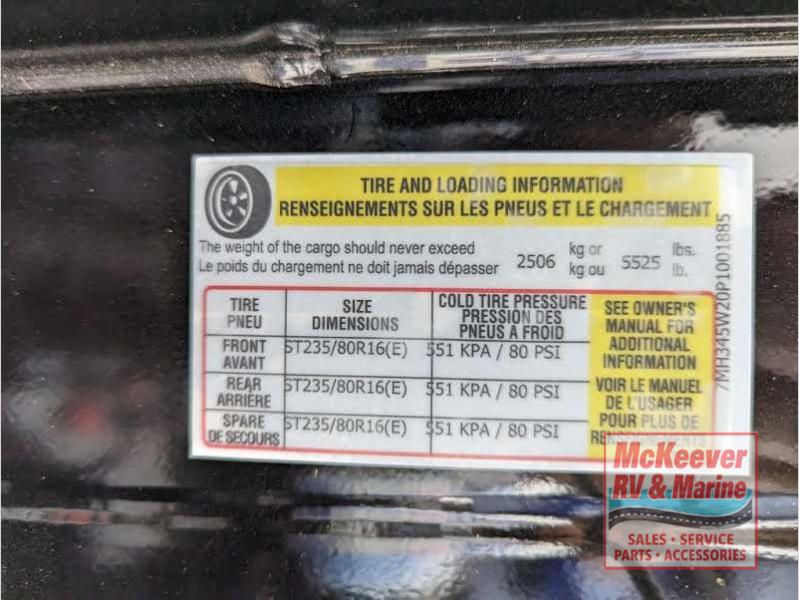 TIRE AND LOADING INFORMATION
RENSEIGNEMENTS SUR LES PNEUS ET LE CHARGEMENT
The weight of the cargo should never exceed 2506 kg or 5525 lbs.
Le poids du chargement ne doit jamais dépasser kg ou lb.
TIRE SIZE COLD TIRE PRESSURE
PNEU DIMENSIONS PRESSION DES
PNEUS A FROID
FRONT ST235/80R16(E) 551 KPA / 80 PSI
AVANT
REAR ST235/80R16(E) 551 KPA / 80 PSI
ARRIÈRE
SPARE ST235/80R16(E) 551 KPA / 80 PSI
DE SECOURS
SEE OWNER'S
MANUAL FOR
ADDITIONAL
INFORMATION
VOIR LE MANUEL
DE L'USAGER
POUR PLUS DE
RENSEIGNEMENTS
7MH345W20P1001885
McKeever
RV & Marine
SALES • SERVICE
PARTS • ACCESSORIES